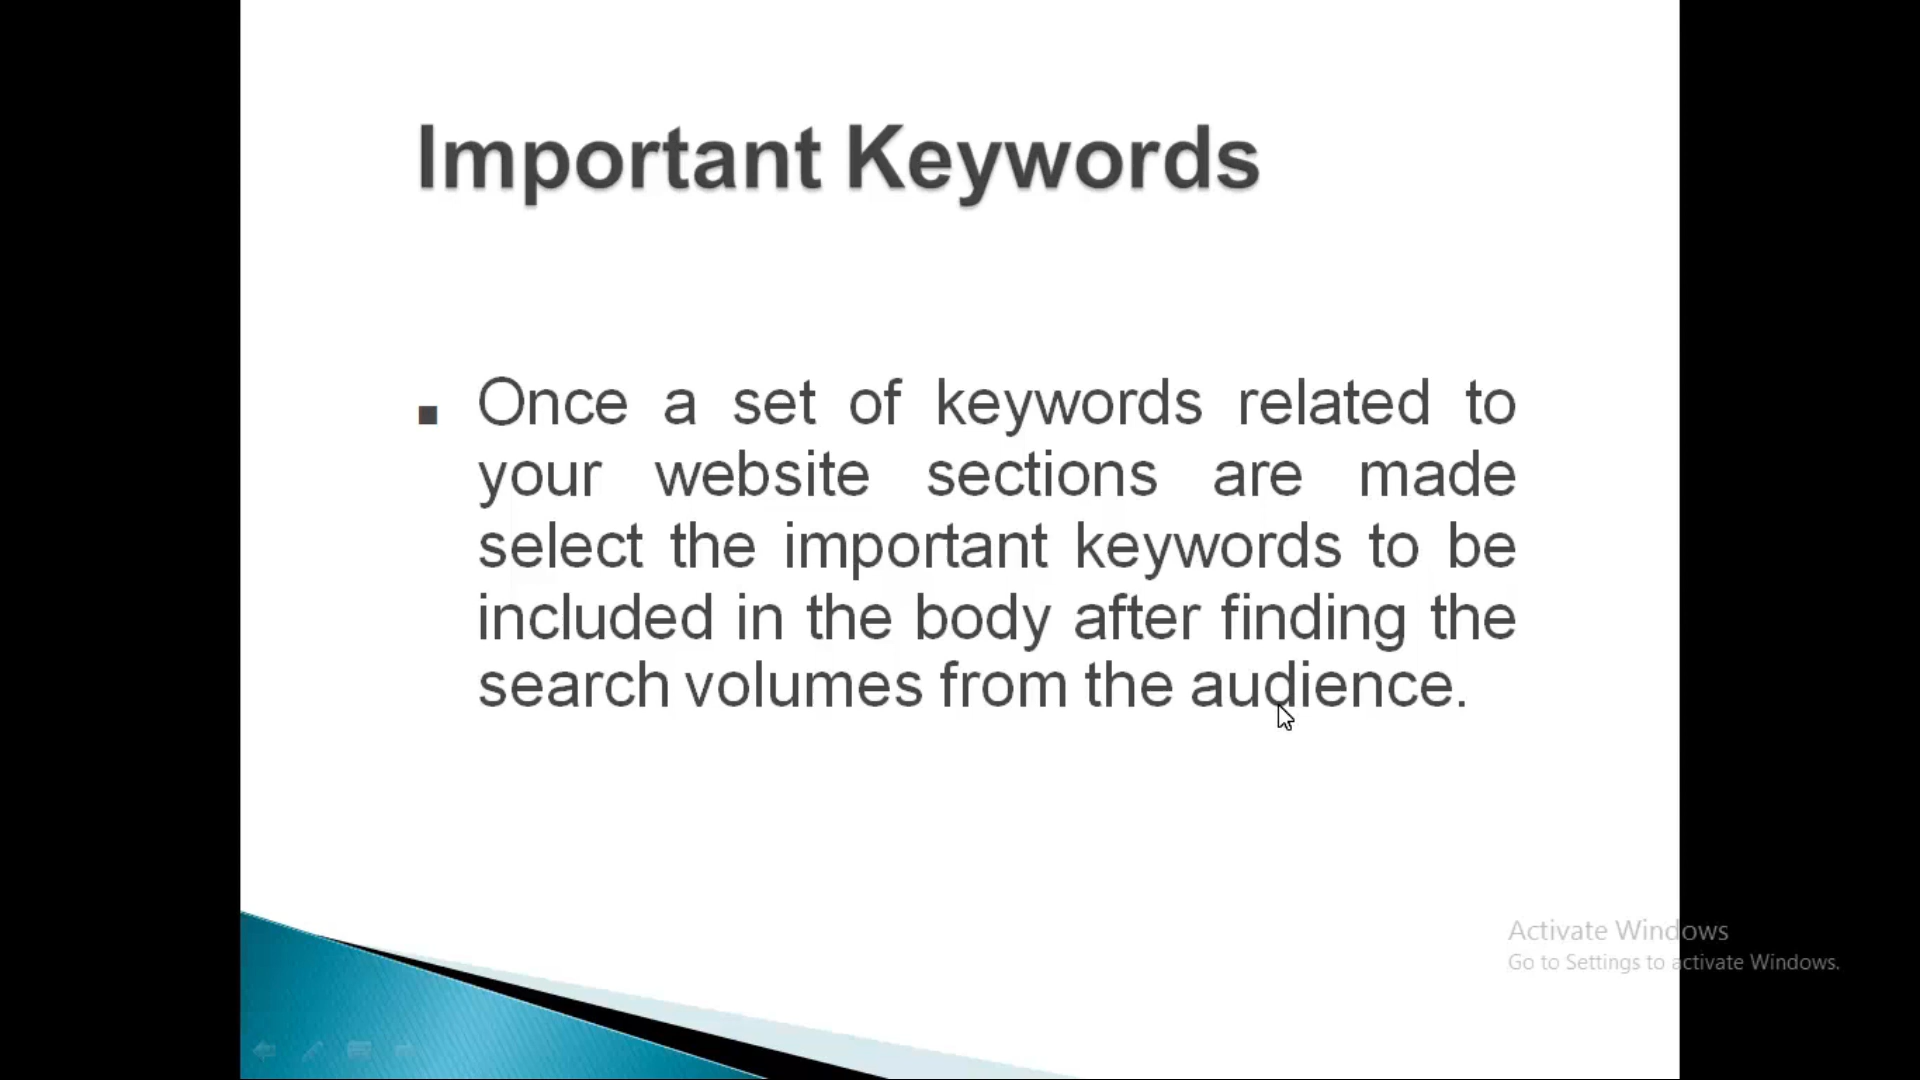 Important Keywords
Once a set of keywords related to
your website sections are made
select the important keywords to be
included in the body after finding the
search volumes from the audience.
Activate Windows
Go to Settings to activate Windows.